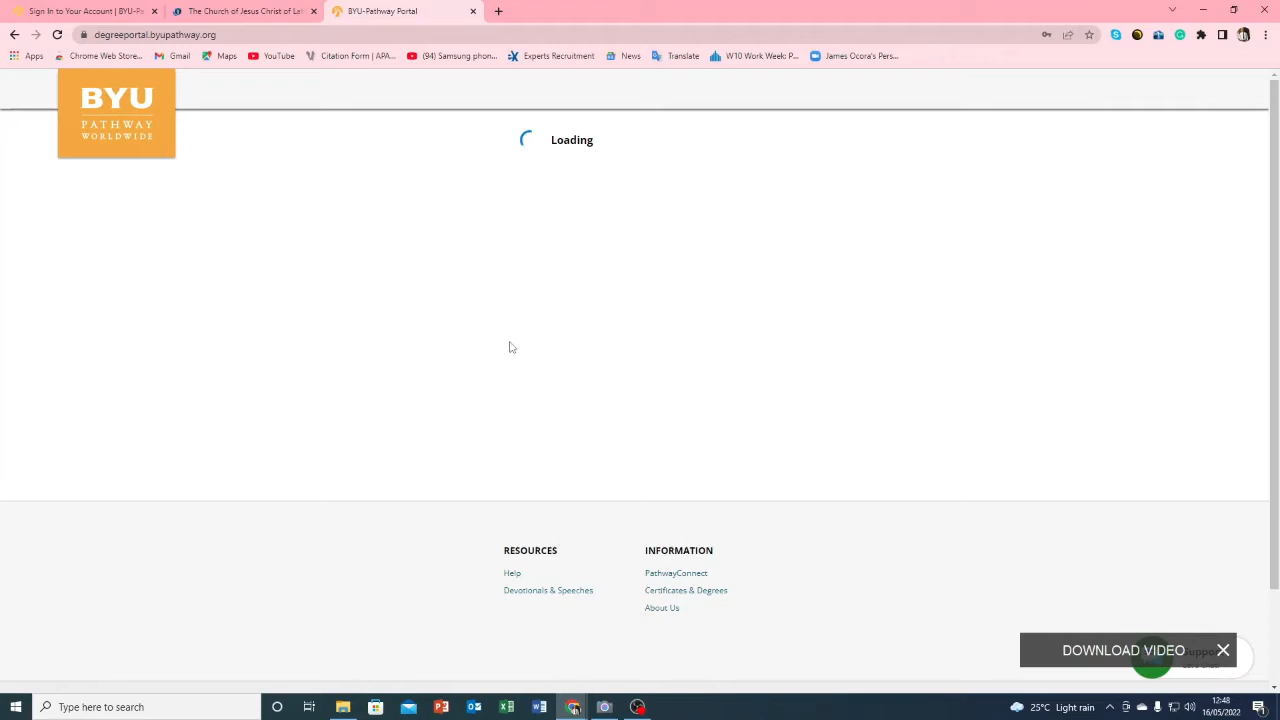 Sign In to Your Account | BYU-Pa
The Church of Jesus Christ of Lat
BYU-Pathway Portal
degreeportal.byupathway.org
Apps
Chrome Web Store...
Gmail
Maps
YouTube
Citation Form | APA...
(94) Samsung phon...
Experts Recruitment
News
Translate
W10 Work Week: P...
James Ocora's Pers...
BYU
PATHWAY
WORLDWIDE
Loading
RESOURCES
Help
Devotionals & Speeches
INFORMATION
PathwayConnect
Certificates & Degrees
About Us
DOWNLOAD VIDEO
Support
Let's chat!
Type here to search
25°C Light rain
12:48
16/05/2022